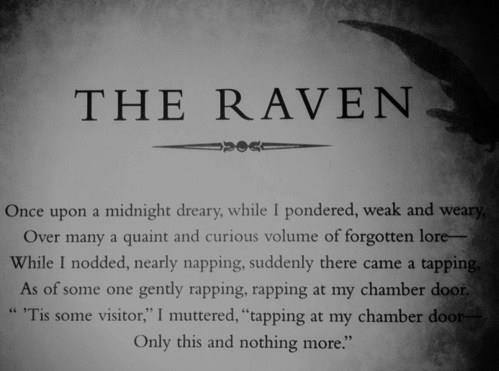 THE RAVEN
Once upon a midnight dreary, while I pondered, weak and weary,
Over many a quaint and curious volume of forgotten lore—
While I nodded, nearly napping, suddenly there came a tapping,
As of some one gently rapping, rapping at my chamber door.
“ ’Tis some visitor,” I muttered, “tapping at my chamber door—
Only this and nothing more.”